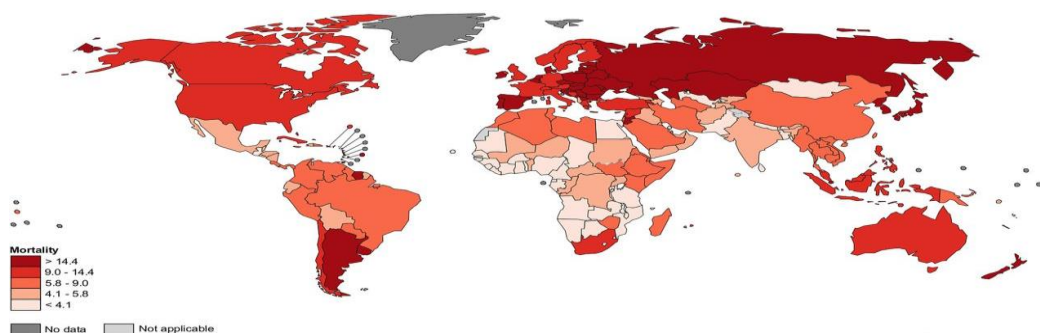 Mortality
> 14.4
9.0 - 14.4
5.8 - 9.0
4.1 - 5.8
< 4.1
No data Not applicable